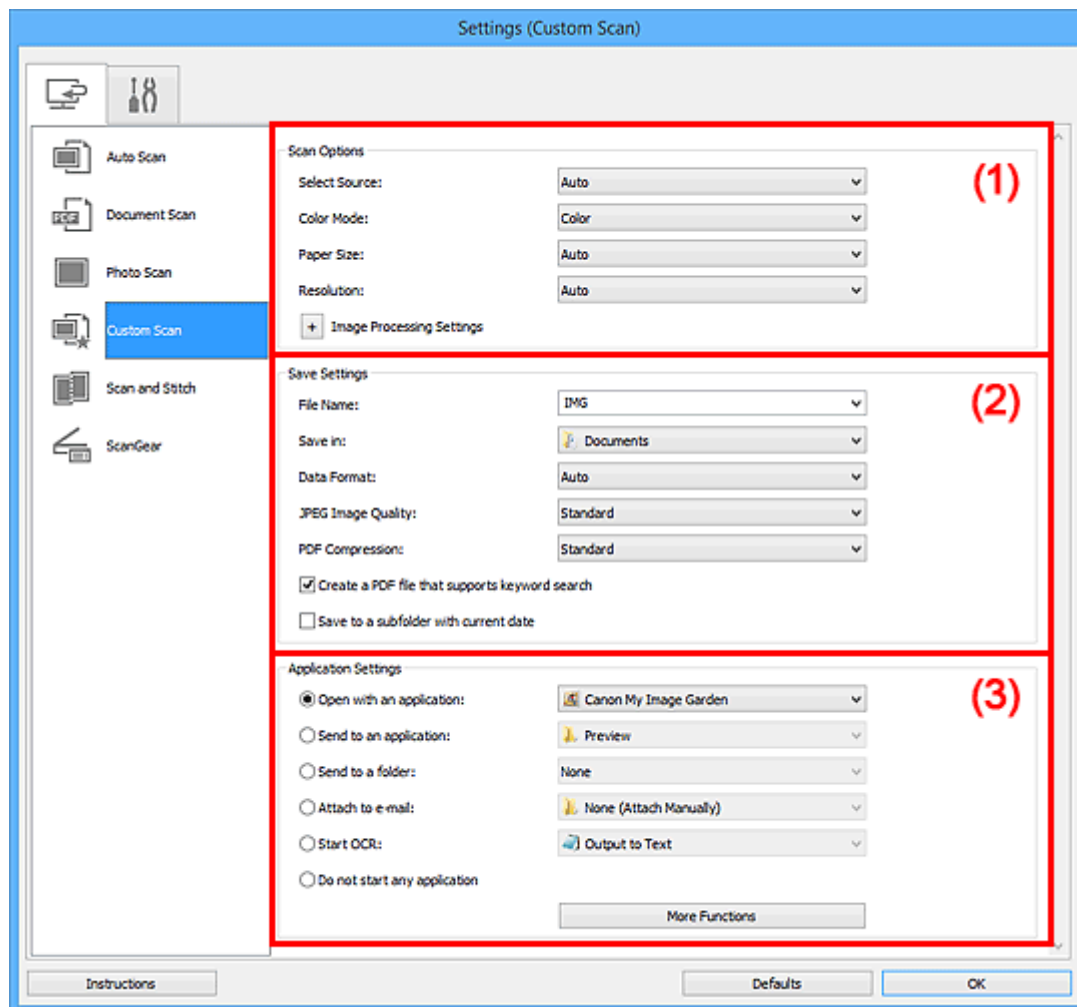 Settings (Custom Scan)
Auto Scan
Document Scan
Photo Scan
Custom Scan
Scan and Stitch
ScanGear
Scan Options
(1)
Select Source: Auto
Color Mode: Color
Paper Size: Auto
Resolution: Auto
+ Image Processing Settings
Save Settings
(2)
File Name: IMG
Save in: Documents
Data Format: Auto
JPEG Image Quality: Standard
PDF Compression: Standard
Create a PDF file that supports keyword search
Save to a subfolder with current date
Application Settings
(3)
Open with an application: Canon My Image Garden
Send to an application: Preview
Send to a folder: None
Attach to e-mail: None (Attach Manually)
Start OCR: Output to Text
Do not start any application
More Functions
Instructions Defaults OK